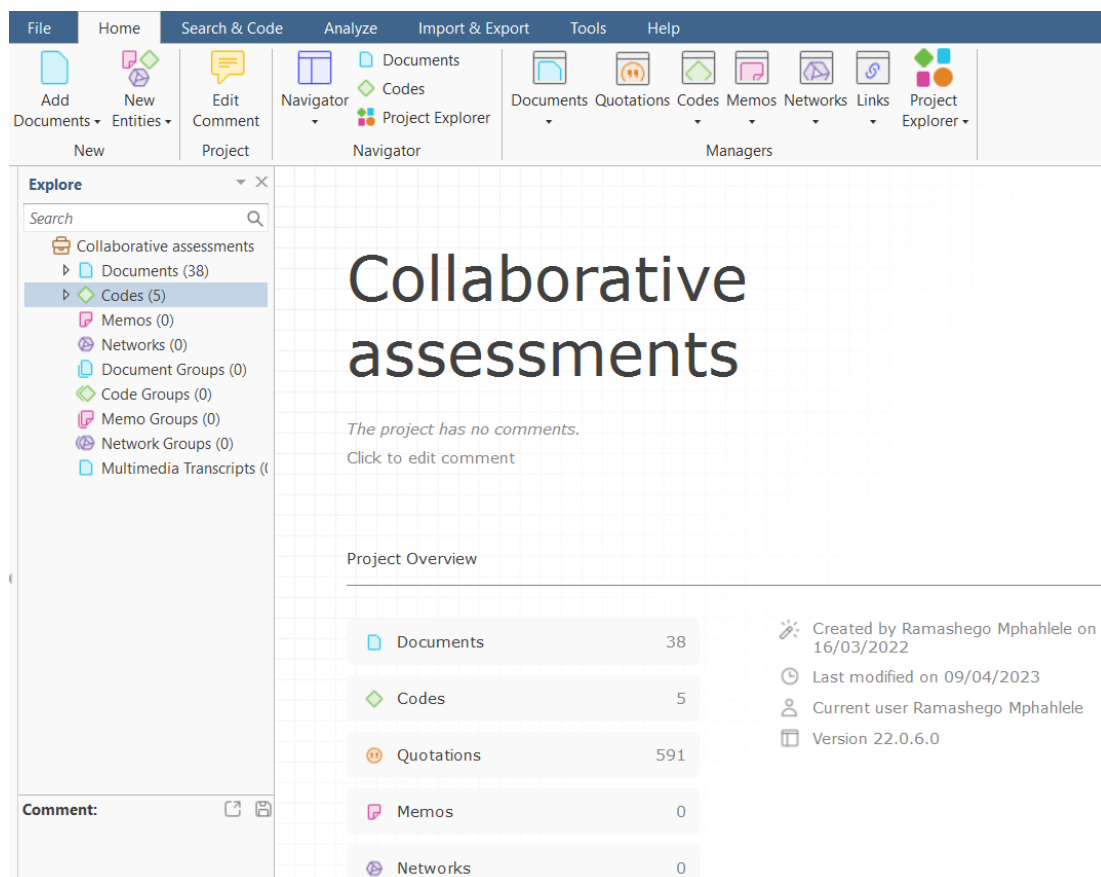 File Home Search & Code Analyze Import & Export Tools Help
Add Documents
New Entities
New
Edit Comment
Project
Navigator
Documents
Codes
Project Explorer
Navigator
Documents
Quotations
Codes
Memos
Networks
Links
Project Explorer
Managers
Explore
Search
Collaborative assessments
Documents (38)
Codes (5)
Memos (0)
Networks (0)
Document Groups (0)
Code Groups (0)
Memo Groups (0)
Network Groups (0)
Multimedia Transcripts ((
Comment:
Collaborative
assessments
The project has no comments.
Click to edit comment
Project Overview
Documents 38
Codes 5
Quotations 591
Memos 0
Networks 0
Created by Ramashego Mphahlele on
16/03/2022
Last modified on 09/04/2023
Current user Ramashego Mphahlele
Version 22.0.6.0